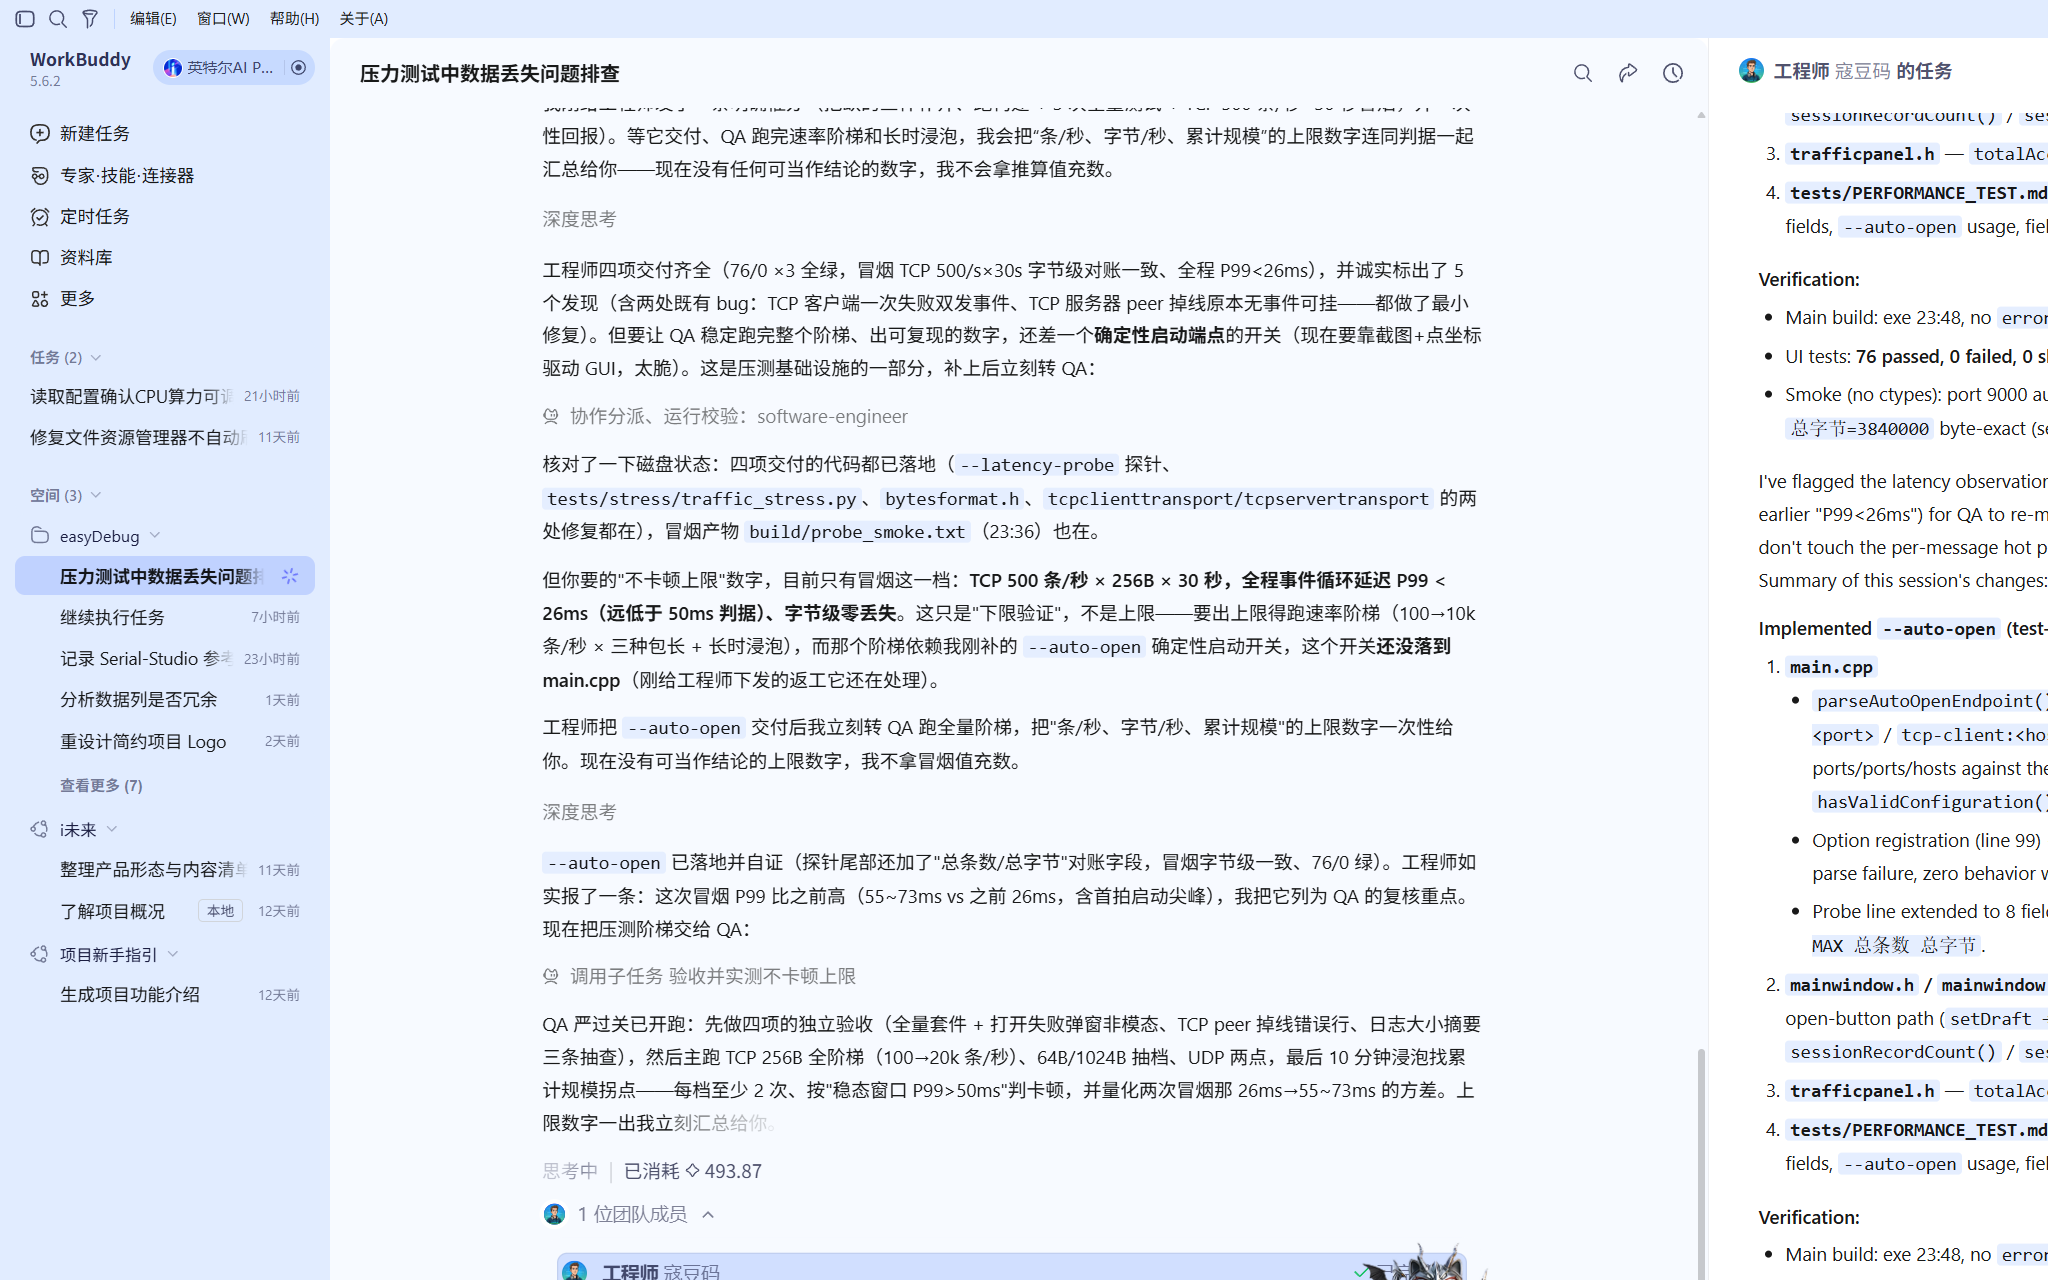 编辑(E) 窗口(W) 帮助(H) 关于(A)
WorkBuddy
5.6.2
英特尔AI P...
新建任务
专家·技能·连接器
定时任务
资料库
更多
任务 (2)
读取配置确认CPU算力可 21小时前
修复文件资源管理器不自动 11天前
空间 (3)
easyDebug
压力测试中数据丢失问题排
继续执行任务 7小时前
记录 Serial-Studio 参考 23小时前
分析数据列是否冗余 1天前
重设计简约项目 Logo 2天前
查看更多 (7)
i未来
整理产品形态与内容清单 11天前
了解项目概况 本地 12天前
项目新手指引
生成项目功能介绍 12天前
压力测试中数据丢失问题排查
性回报）。等它交付、QA 跑完速率阶梯和长时浸泡，我会把“条/秒、字节/秒、累计规模”的上限数字连同判据一起
汇总给你——现在没有任何可当作结论的数字，我不会拿推算值充数。
深度思考
工程师四项交付齐全（76/0 ×3 全绿，冒烟 TCP 500/s×30s 字节级对账一致、全程 P99<26ms），并诚实标出了 5
个发现（含两处既有 bug：TCP 客户端一次失败双发事件、TCP 服务器 peer 掉线原本无事件可挂——都做了最小
修复）。但要让 QA 稳定跑完整个阶梯、出可复现的数字，还差一个确定性启动端点的开关（现在要靠截图+点坐标
驱动 GUI，太脆）。这是压测基础设施的一部分，补上后立刻转 QA：
协作分派、运行校验：software-engineer
核对了一下磁盘状态：四项交付的代码都已落地（--latency-probe 探针、
tests/stress/traffic_stress.py、bytesformat.h、tcpclienttransport/tcpservertransport 的两
处修复都在），冒烟产物 build/probe_smoke.txt（23:36）也在。
但你要的"不卡顿上限"数字，目前只有冒烟这一档：TCP 500 条/秒 × 256B × 30 秒，全程事件循环延迟 P99 <
26ms（远低于 50ms 判据）、字节级零丢失。这只是"下限验证"，不是上限——要出上限得跑速率阶梯（100→10k
条/秒 × 三种包长 + 长时浸泡），而那个阶梯依赖我刚补的 --auto-open 确定性启动开关，这个开关还没落到
main.cpp（刚给工程师下发的返工它还在处理）。
工程师把 --auto-open 交付后我立刻转 QA 跑全量阶梯，把"条/秒、字节/秒、累计规模"的上限数字一次性给
你。现在没有可当作结论的上限数字，我不拿冒烟值充数。
深度思考
--auto-open 已落地并自证（探针尾部还加了"总条数/总字节"对账字段，冒烟字节级一致、76/0 绿）。工程师如
实报了一条：这次冒烟 P99 比之前高（55~73ms vs 之前 26ms，含首拍启动尖峰），我把它列为 QA 的复核重点。
现在把压测阶梯交给 QA：
调用子任务 验收并实测不卡顿上限
QA 严过关已开跑：先做四项的独立验收（全量套件 + 打开失败弹窗非模态、TCP peer 掉线错误行、日志大小摘要
三条抽查），然后主跑 TCP 256B 全阶梯（100→20k 条/秒）、64B/1024B 抽档、UDP 两点，最后 10 分钟浸泡找累
计规模拐点——每档至少 2 次、按"稳态窗口 P99>50ms"判卡顿，并量化两次冒烟那 26ms→55~73ms 的方差。上
限数字一出我立刻汇总给你。
思考中 | 已消耗 493.87
1 位团队成员
工程师 寇豆码
工程师 寇豆码 的任务
sessionRecordCount() /
3. trafficpanel.h — totalAc
4. tests/PERFORMANCE_TEST.md
fields, --auto-open usage,
Verification:
Main build: exe 23:48, no error
UI tests: 76 passed, 0 failed, 0
Smoke (no ctypes): port 9000
总字节=3840000 byte-exact
I've flagged the latency observation
earlier "P99<26ms") for QA to
don't touch the per-message hot
Summary of this session's changes:
Implemented --auto-open (test-
1. main.cpp
parseAutoOpenEndpoint()
<port> / tcp-client:<ho
ports/ports/hosts against the
hasValidConfiguration()
Option registration (line 99)
parse failure, zero behavior
Probe line extended to 8
MAX 总条数 总字节.
2. mainwindow.h / mainwindow
open-button path (setDraft
sessionRecordCount() /
3. trafficpanel.h — totalAc
4. tests/PERFORMANCE_TEST.md
fields, --auto-open usage,
Verification:
Main build: exe 23:48, no error